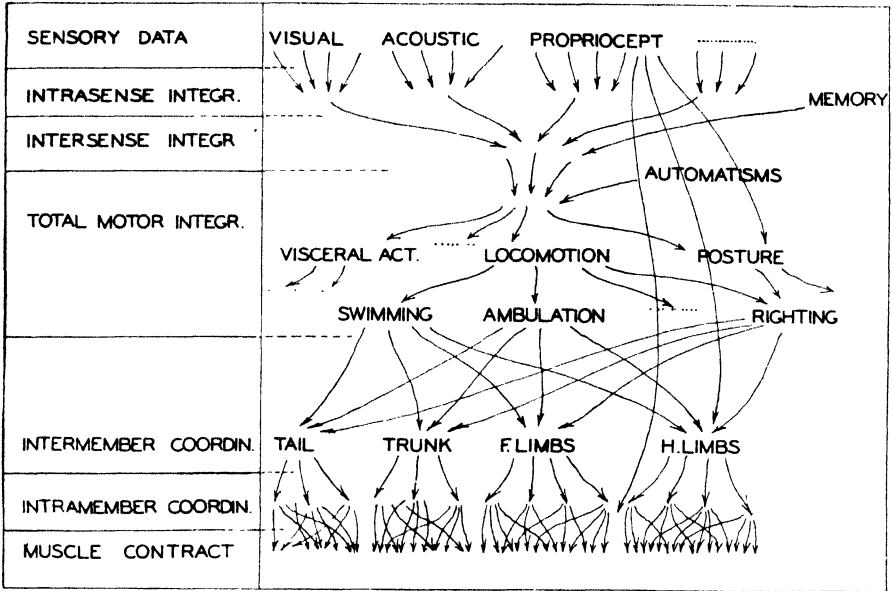 SENSORY DATA VISUAL ACOUSTIC PROPRIOCEPT
INTRASENSE INTEGR. MEMORY
INTERSENSE INTEGR
AUTOMATISMS
TOTAL MOTOR INTEGR.
VISCERAL ACT. LOCOMOTION POSTURE
SWIMMING AMBULATION RIGHTING
INTERMEMBER COORDIN. TAIL TRUNK F.LIMBS H.LIMBS
INTRAMEMBER COORDIN.
MUSCLE CONTRACT